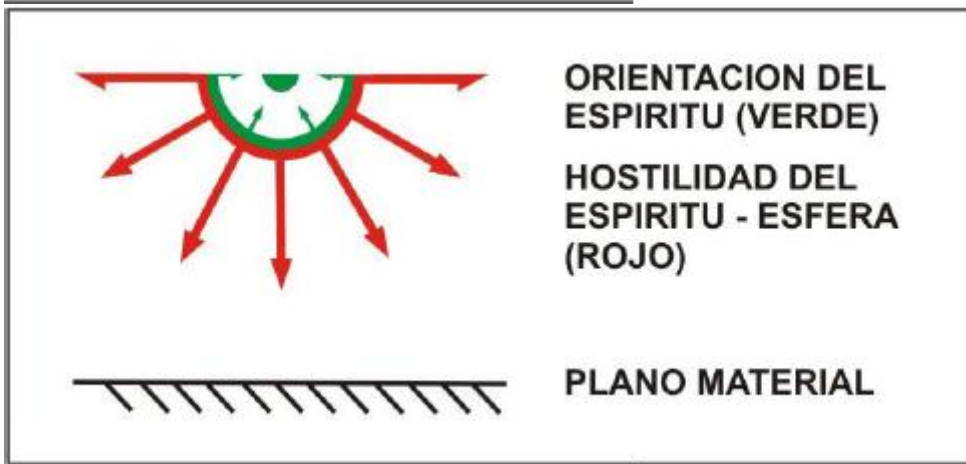 ORIENTACION DEL
ESPIRITU (VERDE)
HOSTILIDAD DEL
ESPIRITU - ESFERA
(ROJO)
PLANO MATERIAL